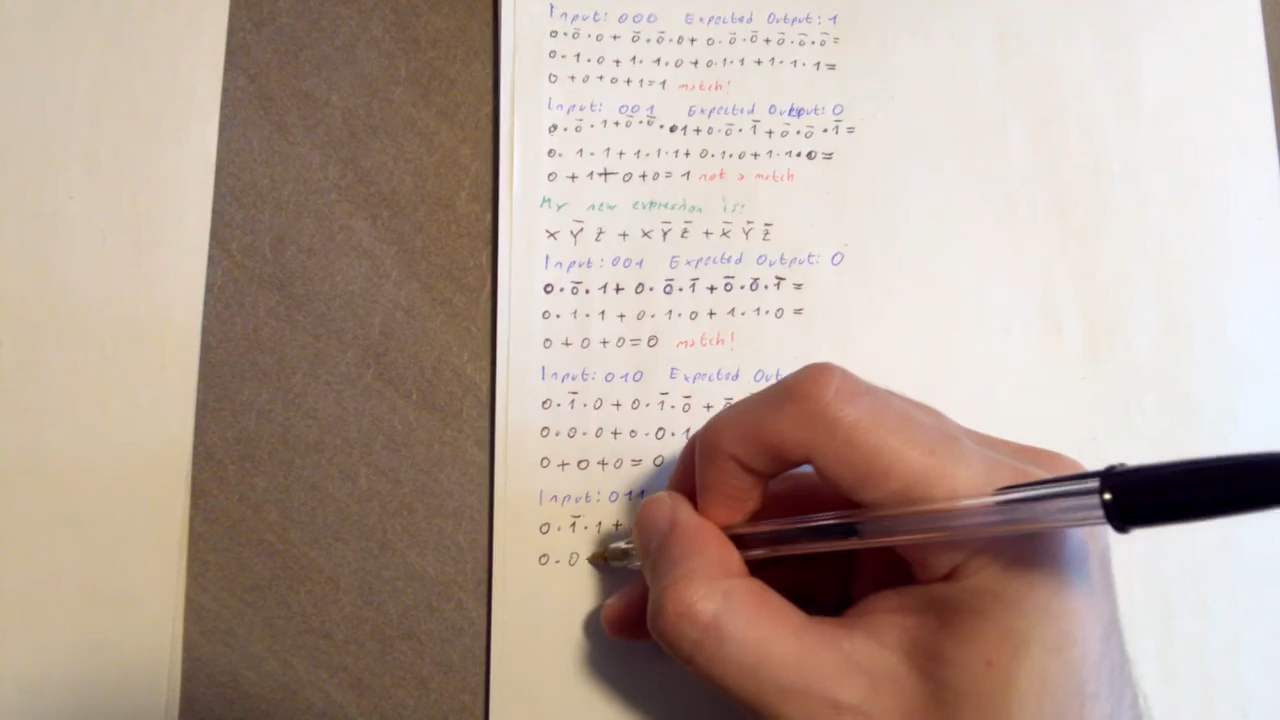 Input: 000 Expected Output: 1
0·0̅·0 + 0̅·0̅·0 + 0·0̅·0̅ + 0̅·0̅·0̅ =
0·1·0 + 1·1·0 + 0·1·1 + 1·1·1 =
0 + 0 + 0 + 1 = 1 match!
Input: 001 Expected Output: 0
0·0̅·1 + 0̅·0̅·1 + 0·0̅·1̅ + 0̅·0̅·1̅ =
0·1·1 + 1·1·1 + 0·1·0 + 1·1·0 =
0 + 1 + 0 + 0 = 1 not a match
My new expression is:
X Y̅ Z + X Y̅ Z̅ + X̅ Y̅ Z̅
Input: 001 Expected Output: 0
0·0̅·1 + 0·0̅·1̅ + 0̅·0̅·1̅ =
0·1·1 + 0·1·0 + 1·1·0 =
0 + 0 + 0 = 0 match!
Input: 010 Expected
0·1̅·0 + 0·1̅·0̅ +
0·0·0 + 0·0·1
0 + 0 + 0 = 0
Input: 011
0·1̅·1 +
0·0